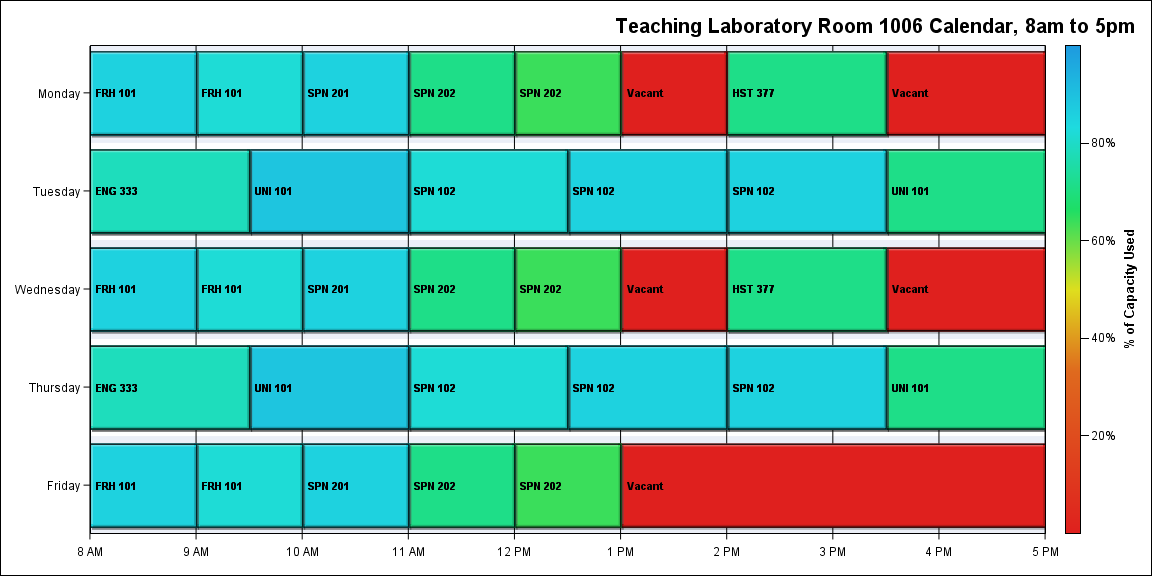 Teaching Laboratory Room 1006 Calendar, 8am to 5pm
Monday
FRH 101
FRH 101
SPN 201
SPN 202
SPN 202
Vacant
HST 377
Vacant
Tuesday
ENG 333
UNI 101
SPN 102
SPN 102
SPN 102
UNI 101
Wednesday
FRH 101
FRH 101
SPN 201
SPN 202
SPN 202
Vacant
HST 377
Vacant
Thursday
ENG 333
UNI 101
SPN 102
SPN 102
SPN 102
UNI 101
Friday
FRH 101
FRH 101
SPN 201
SPN 202
SPN 202
Vacant
8 AM
9 AM
10 AM
11 AM
12 PM
1 PM
2 PM
3 PM
4 PM
5 PM
80%
60%
40%
20%
% of Capacity Used